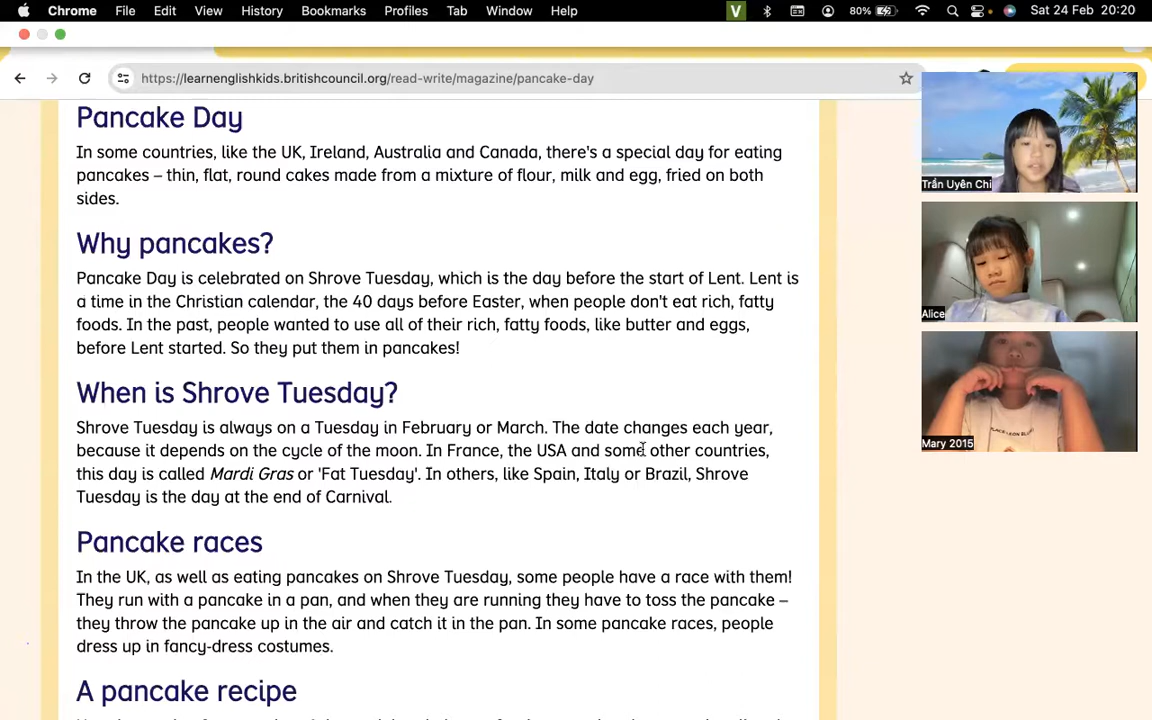 Chrome File Edit View History Bookmarks Profiles Tab Window Help V 80% Sat 24 Feb 20:20
https://learnenglishkids.britishcouncil.org/read-write/magazine/pancake-day
Pancake Day
In some countries, like the UK, Ireland, Australia and Canada, there's a special day for eating
pancakes – thin, flat, round cakes made from a mixture of flour, milk and egg, fried on both
sides.
Why pancakes?
Pancake Day is celebrated on Shrove Tuesday, which is the day before the start of Lent. Lent is
a time in the Christian calendar, the 40 days before Easter, when people don't eat rich, fatty
foods. In the past, people wanted to use all of their rich, fatty foods, like butter and eggs,
before Lent started. So they put them in pancakes!
When is Shrove Tuesday?
Shrove Tuesday is always on a Tuesday in February or March. The date changes each year,
because it depends on the cycle of the moon. In France, the USA and some other countries,
this day is called Mardi Gras or 'Fat Tuesday'. In others, like Spain, Italy or Brazil, Shrove
Tuesday is the day at the end of Carnival.
Pancake races
In the UK, as well as eating pancakes on Shrove Tuesday, some people have a race with them!
They run with a pancake in a pan, and when they are running they have to toss the pancake –
they throw the pancake up in the air and catch it in the pan. In some pancake races, people
dress up in fancy-dress costumes.
A pancake recipe
Trần Uyên Chi
Alice
Mary 2015